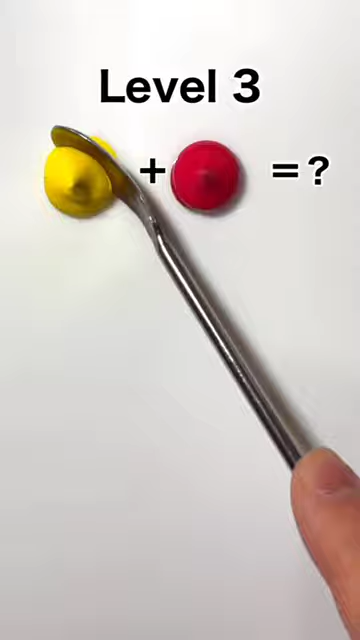 Level 3
+ = ?